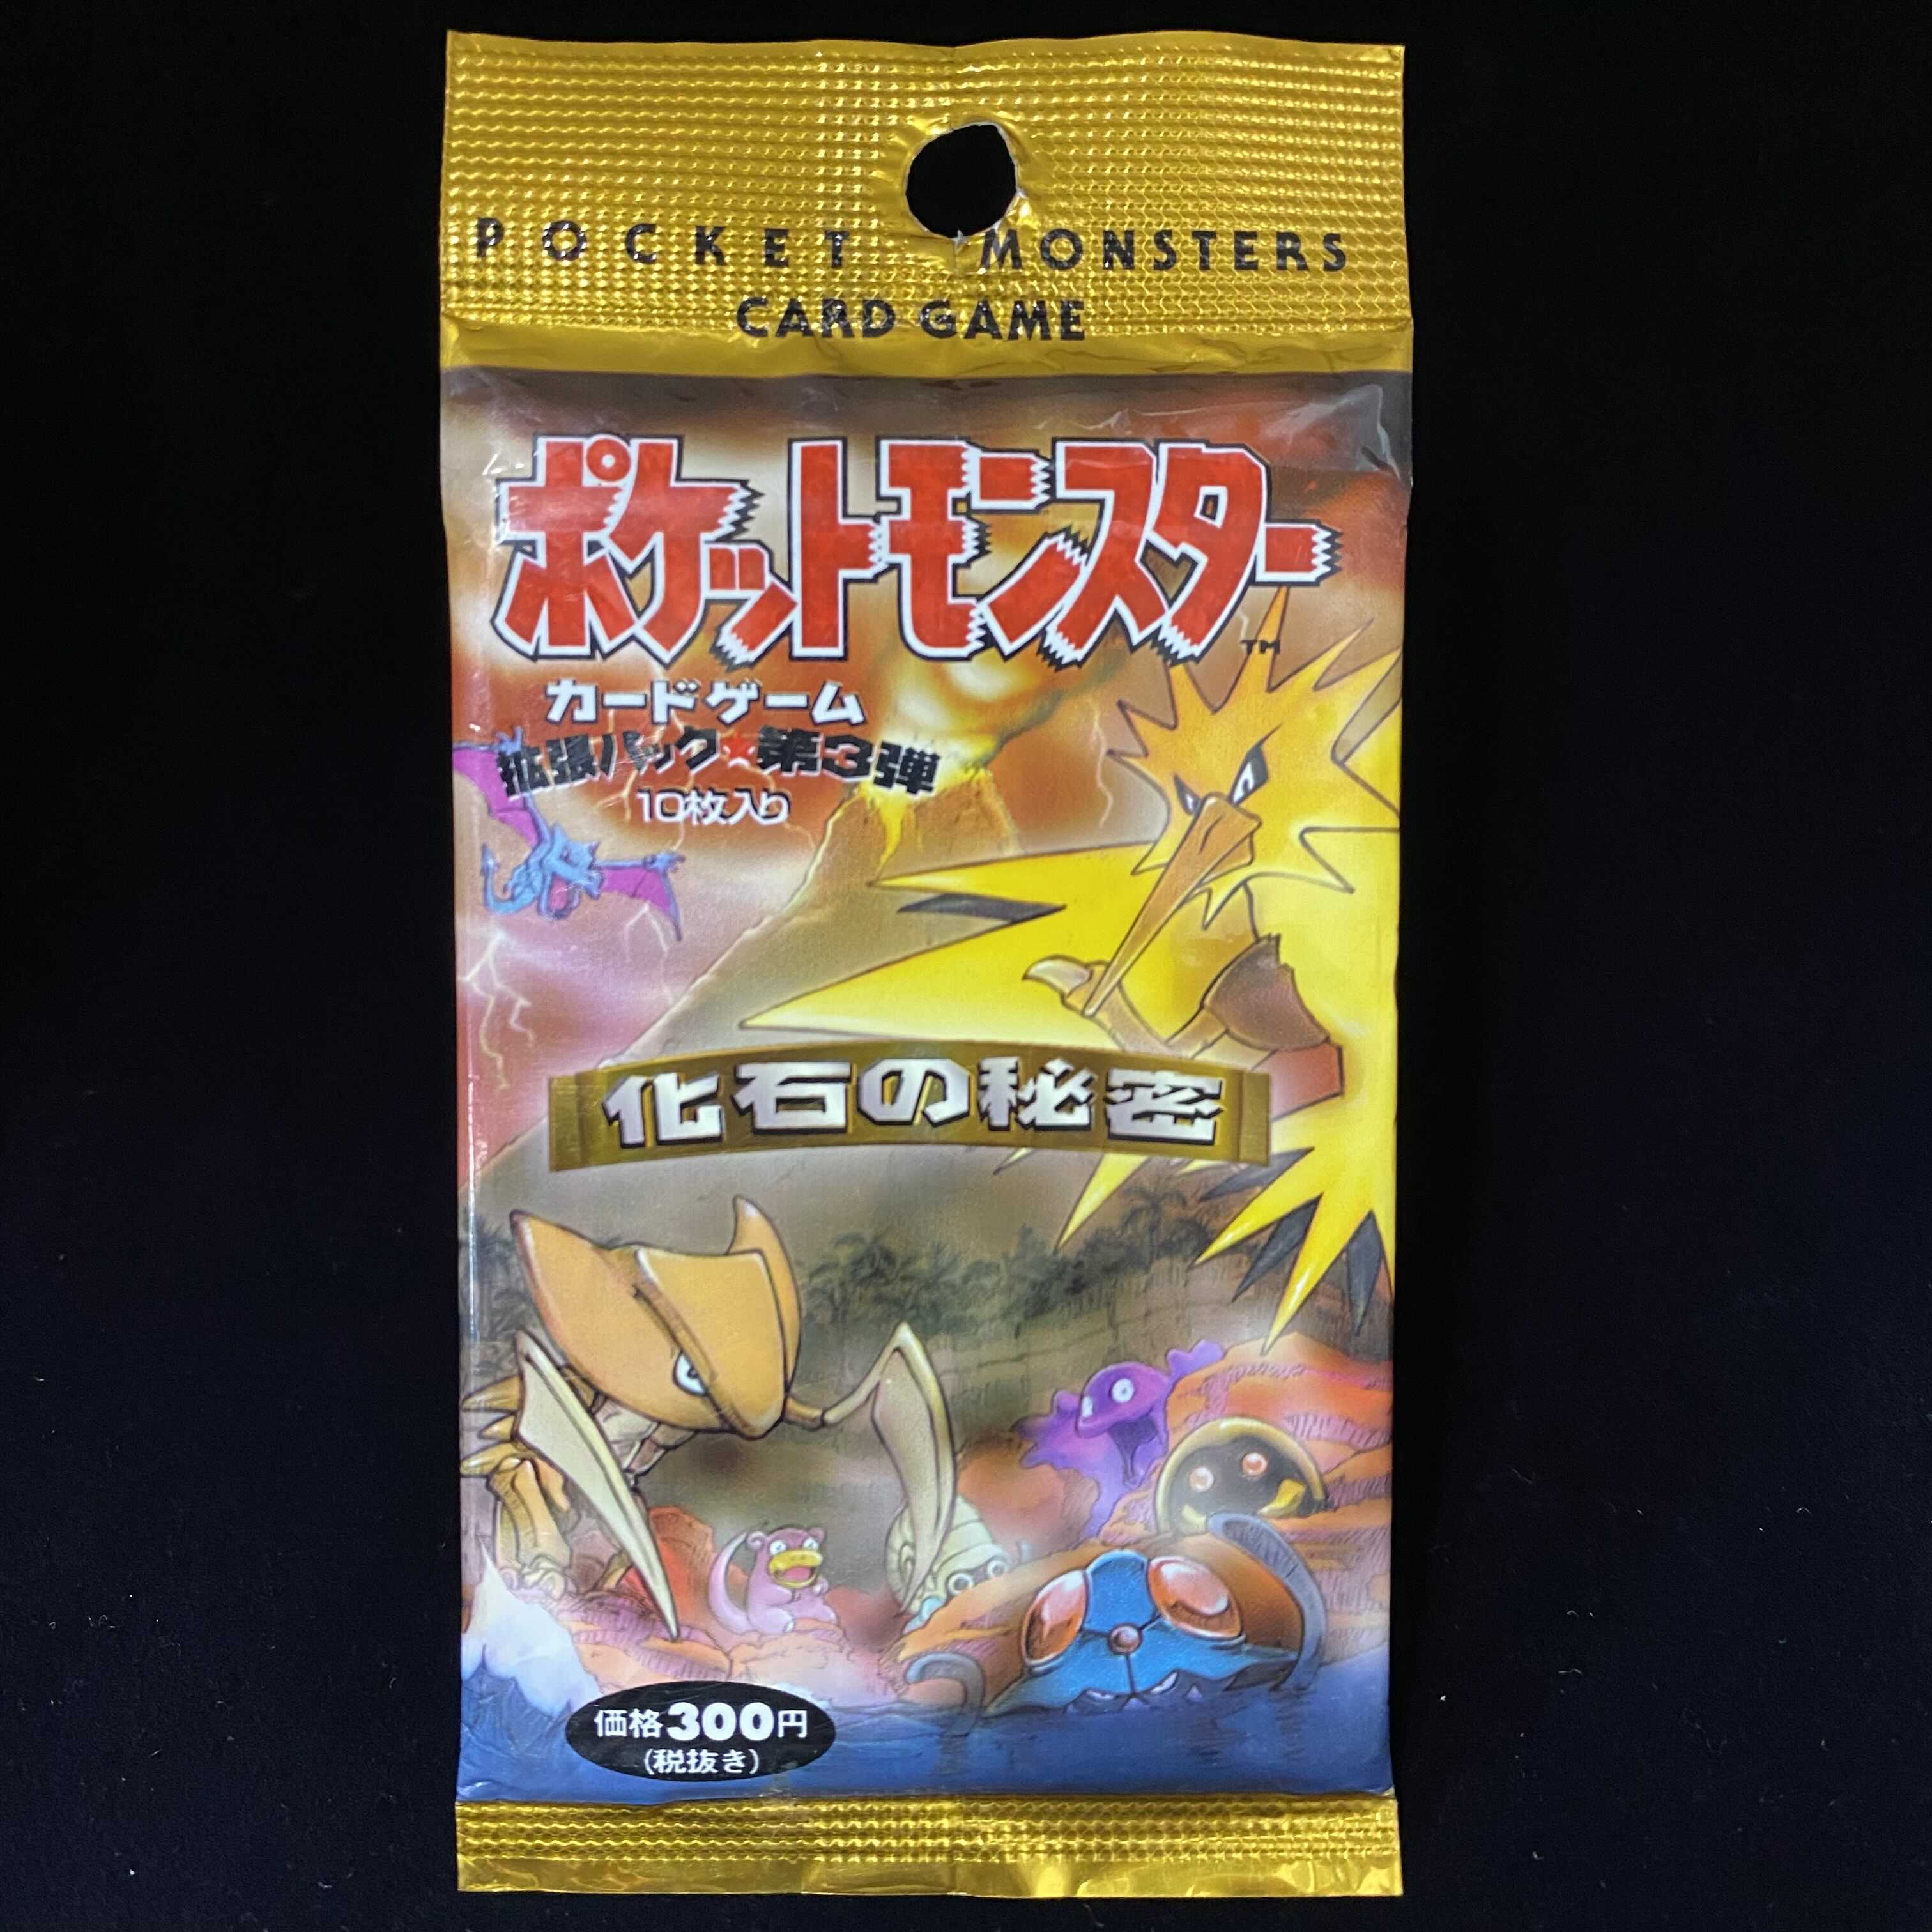 POCKET MONSTERS
CARD GAME
ポケットモンスター
TM
カードゲーム
拡張パック★第3弾
10枚入り
化石の秘密
価格300円
(税抜き)